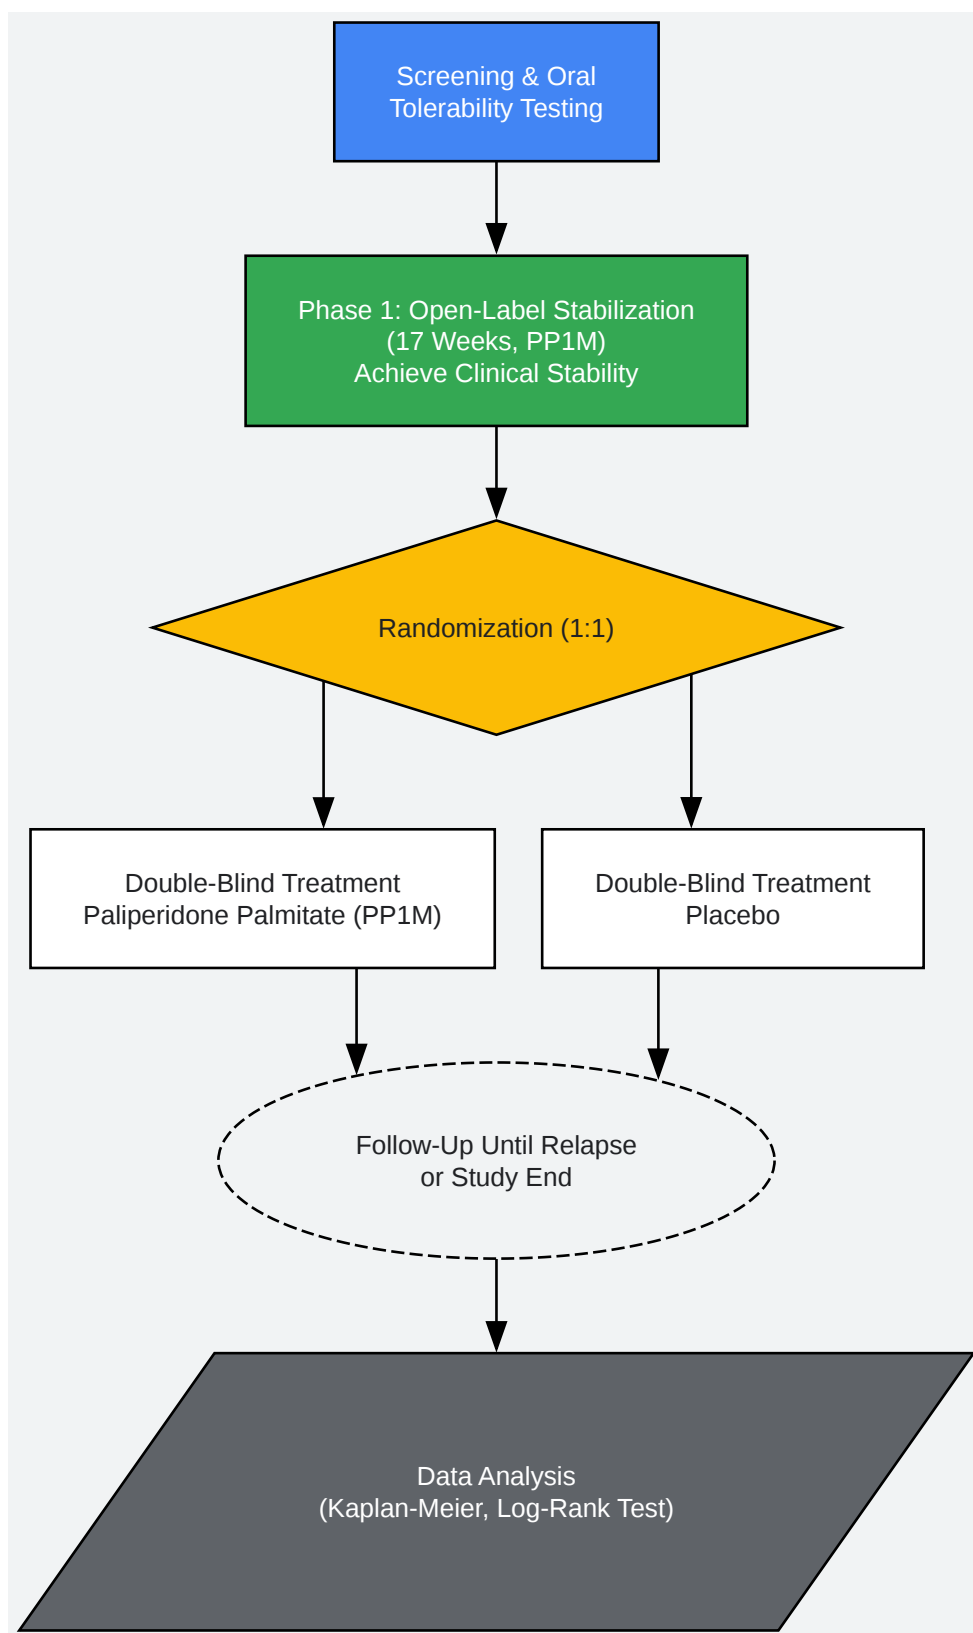 Screening & Oral
Tolerability Testing
Phase 1: Open-Label Stabilization
(17 Weeks, PP1M)
Achieve Clinical Stability
Randomization (1:1)
Double-Blind Treatment
Paliperidone Palmitate (PP1M)
Double-Blind Treatment
Placebo
Follow-Up Until Relapse
or Study End
Data Analysis
(Kaplan-Meier, Log-Rank Test)